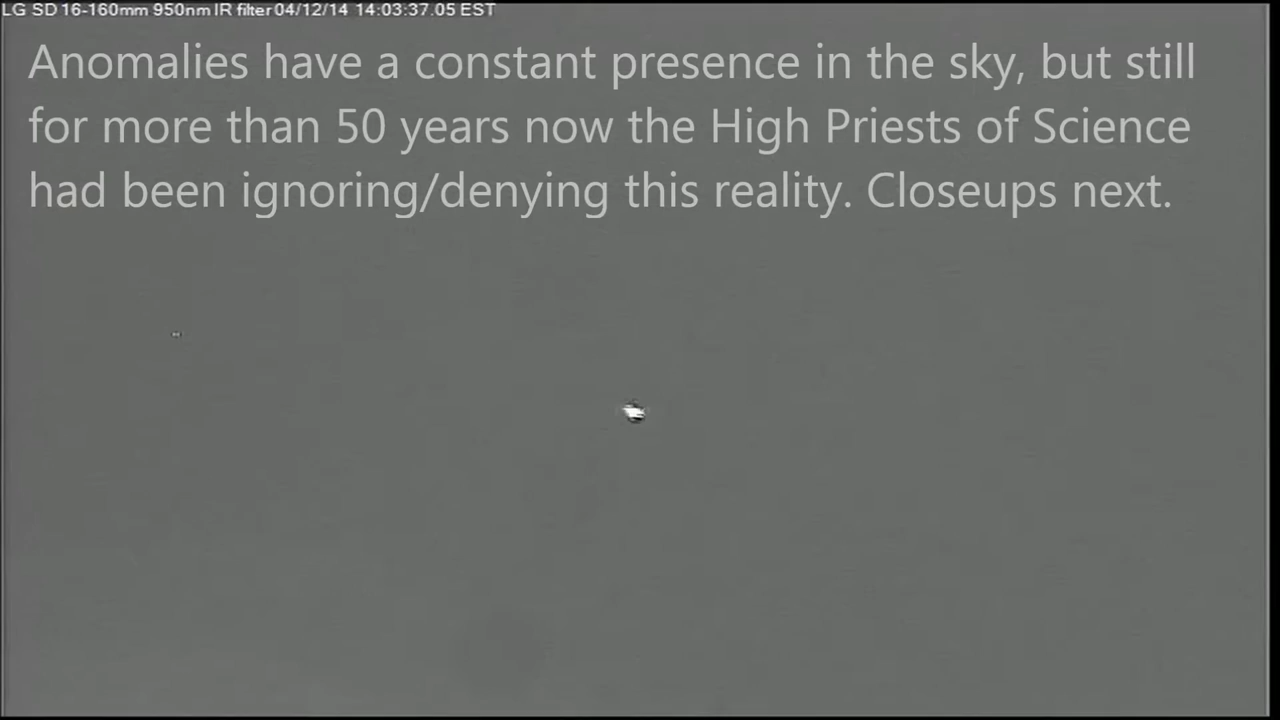 LG SD 16-160mm 950nm IR filter 04/12/14 14:03:37.05 EST
Anomalies have a constant presence in the sky, but still
for more than 50 years now the High Priests of Science
had been ignoring/denying this reality. Closeups next.